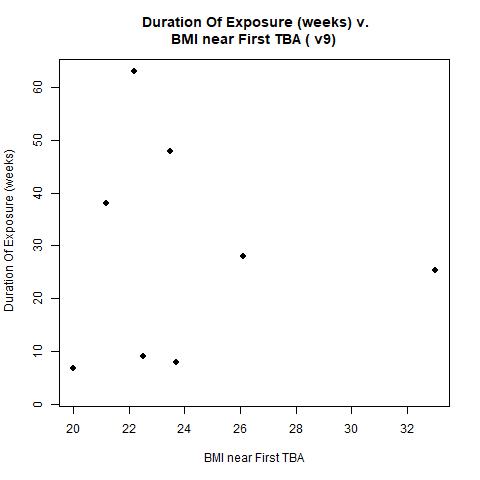 Duration Of Exposure (weeks) v.
BMI near First TBA ( v9)
Duration Of Exposure (weeks)
60
50
40
30
20
10
0
20 22 24 26 28 30 32
BMI near First TBA